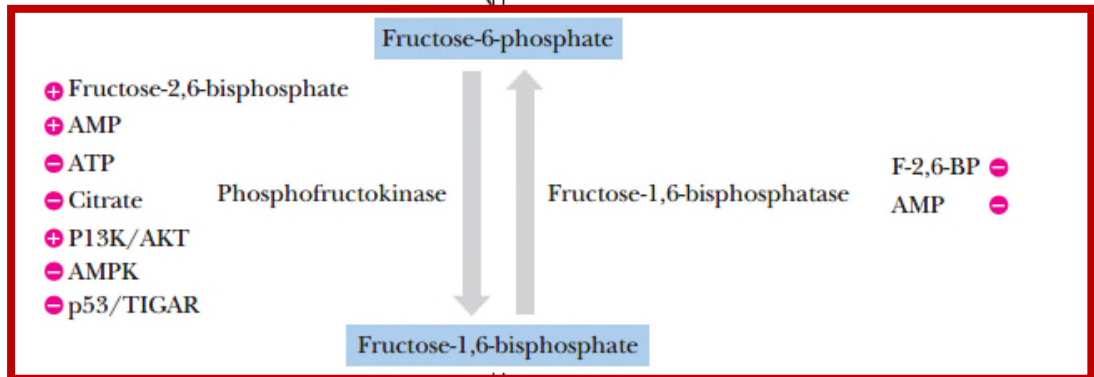 Fructose-6-phosphate
+ Fructose-2,6-bisphosphate
+ AMP
− ATP
− Citrate
+ P13K/AKT
− AMPK
− p53/TIGAR
Phosphofructokinase
Fructose-1,6-bisphosphatase
F-2,6-BP −
AMP −
Fructose-1,6-bisphosphate